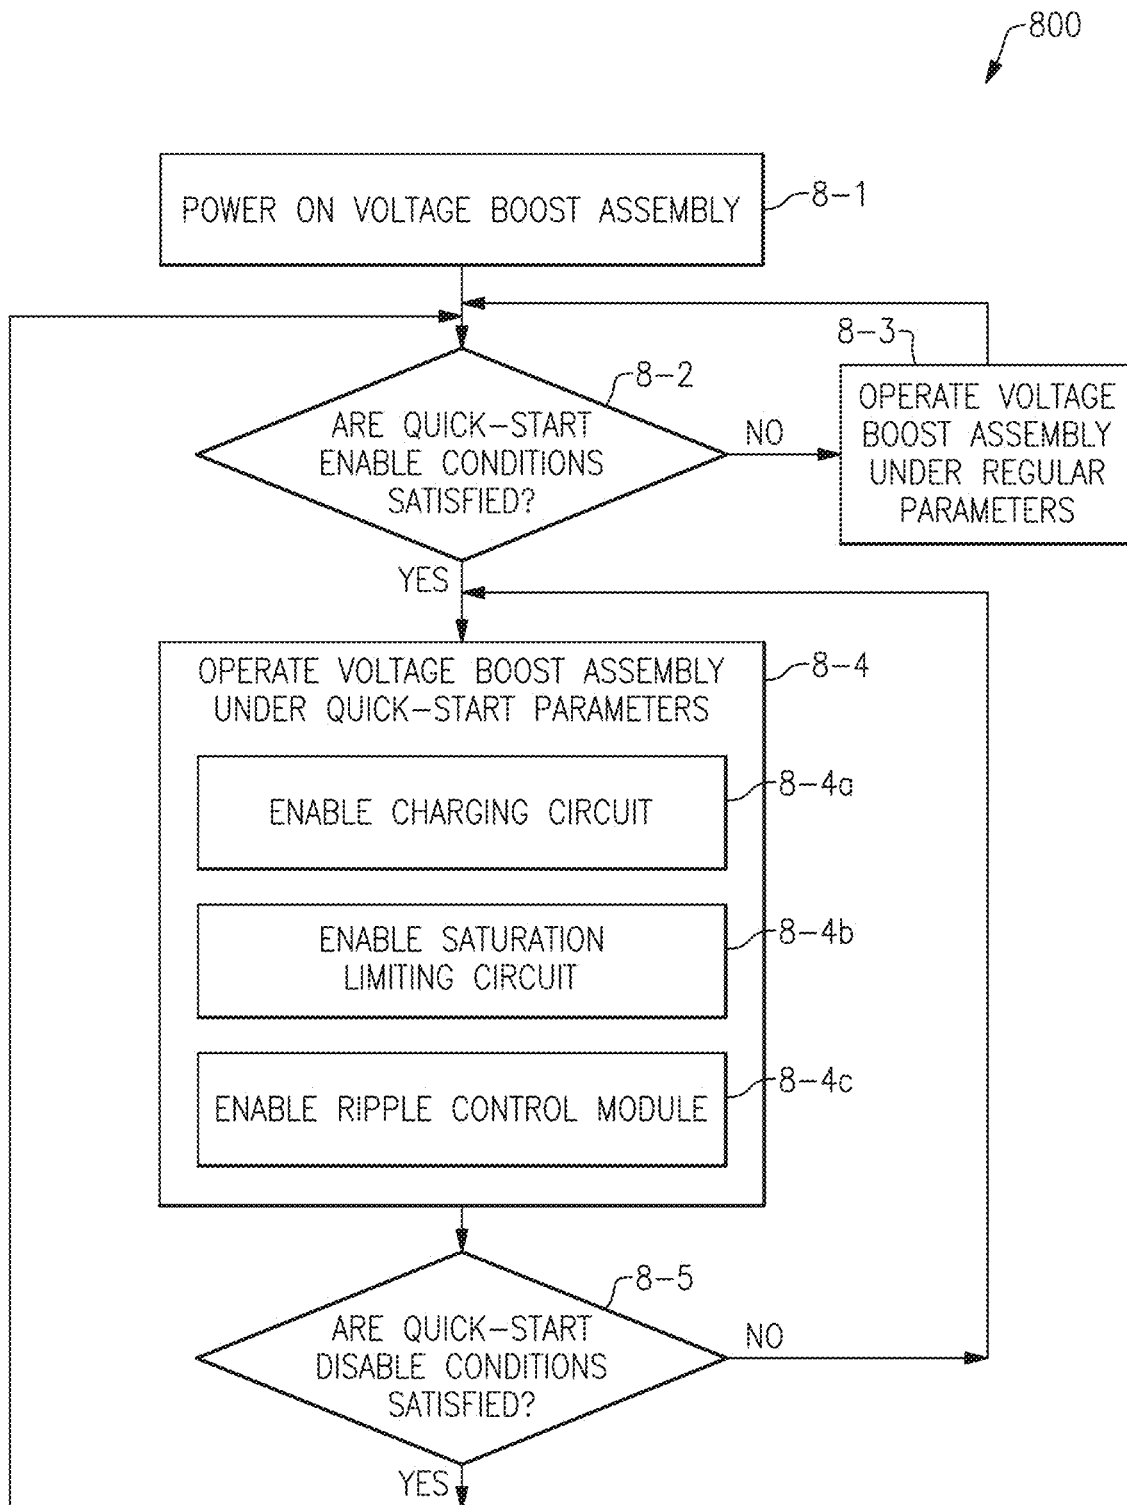 800
POWER ON VOLTAGE BOOST ASSEMBLY
8-1
8-2
ARE QUICK-START
ENABLE CONDITIONS
SATISFIED?
NO
8-3
OPERATE VOLTAGE
BOOST ASSEMBLY
UNDER REGULAR
PARAMETERS
YES
OPERATE VOLTAGE BOOST ASSEMBLY
UNDER QUICK-START PARAMETERS
8-4
ENABLE CHARGING CIRCUIT
8-4a
ENABLE SATURATION
LIMITING CIRCUIT
8-4b
ENABLE RIPPLE CONTROL MODULE
8-4c
8-5
ARE QUICK-START
DISABLE CONDITIONS
SATISFIED?
NO
YES